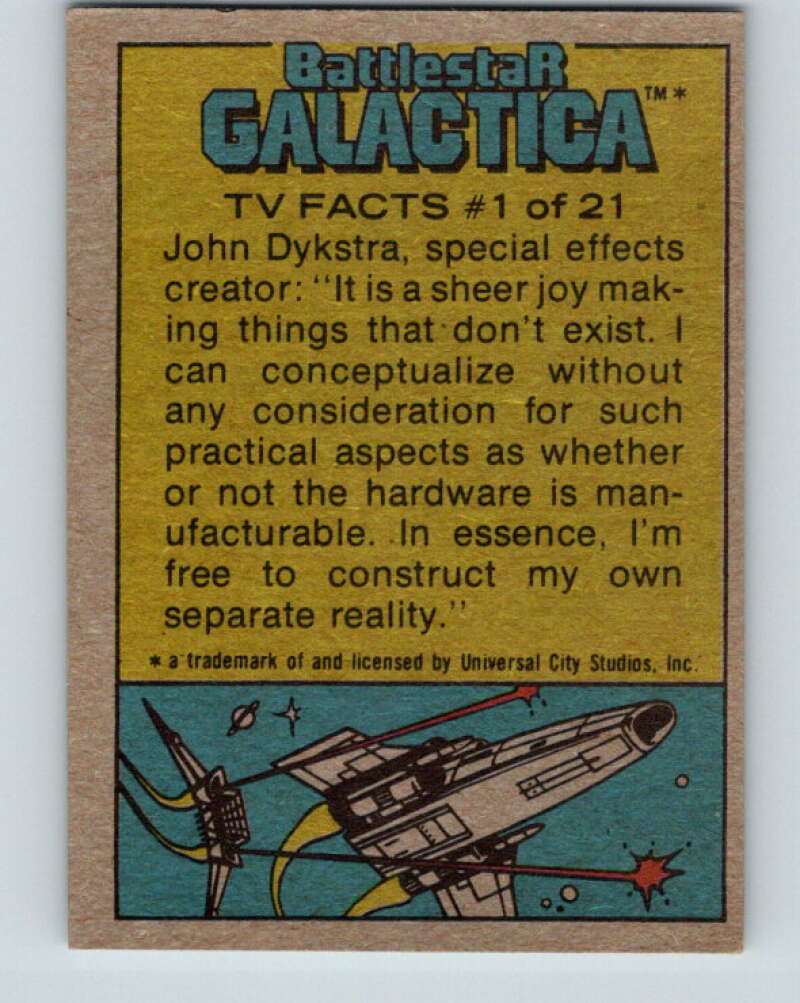 Battlestar
GALACTICA TM*
TV FACTS #1 of 21
John Dykstra, special effects
creator: "It is a sheer joy mak-
ing things that don't exist. I
can conceptualize without
any consideration for such
practical aspects as whether
or not the hardware is man-
ufacturable. In essence, I'm
free to construct my own
separate reality."
* a trademark of and licensed by Universal City Studios, Inc.